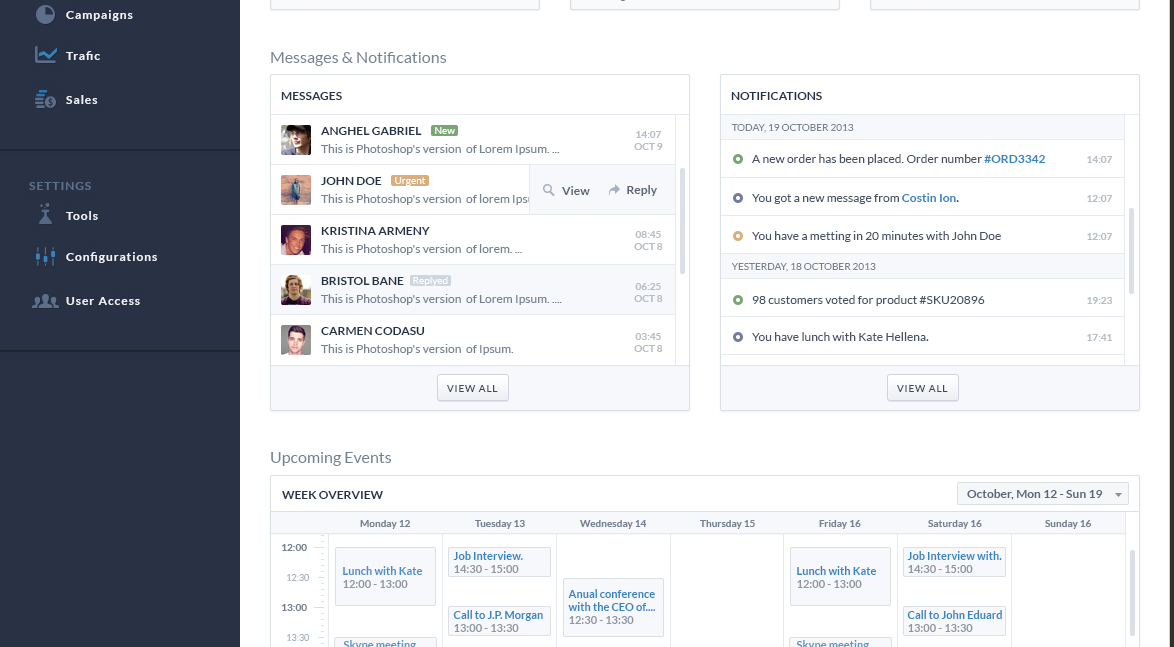 Campaigns
Trafic
Sales
SETTINGS
Tools
Configurations
User Access
Messages & Notifications
MESSAGES
ANGHEL GABRIEL New
This is Photoshop's version of Lorem Ipsum. ...
14:07
OCT 9
JOHN DOE Urgent
This is Photoshop's version of lorem Ips
View
Reply
KRISTINA ARMENY
This is Photoshop's version of lorem. ...
08:45
OCT 8
BRISTOL BANE Replyed
This is Photoshop's version of Lorem Ipsum. ....
06:25
OCT 8
CARMEN CODASU
This is Photoshop's version of Ipsum.
03:45
OCT 8
VIEW ALL
NOTIFICATIONS
TODAY, 19 OCTOBER 2013
A new order has been placed. Order number #ORD3342 14:07
You got a new message from Costin Ion. 12:07
You have a metting in 20 minutes with John Doe 12:07
YESTERDAY, 18 OCTOBER 2013
98 customers voted for product #SKU20896 19:23
You have lunch with Kate Hellena. 17:41
VIEW ALL
Upcoming Events
WEEK OVERVIEW
October, Mon 12 - Sun 19
Monday 12 Tuesday 13 Wednesday 14 Thursday 15 Friday 16 Saturday 16 Sunday 16
12:00
12:30
13:00
13:30
Lunch with Kate
12:00 - 13:00
Skype meeting
Job Interview.
14:30 - 15:00
Call to J.P. Morgan
13:00 - 13:30
Anual conference
with the CEO of....
12:30 - 13:30
Lunch with Kate
12:00 - 13:00
Skype meeting
Job Interview with.
14:30 - 15:00
Call to John Eduard
13:00 - 13:30